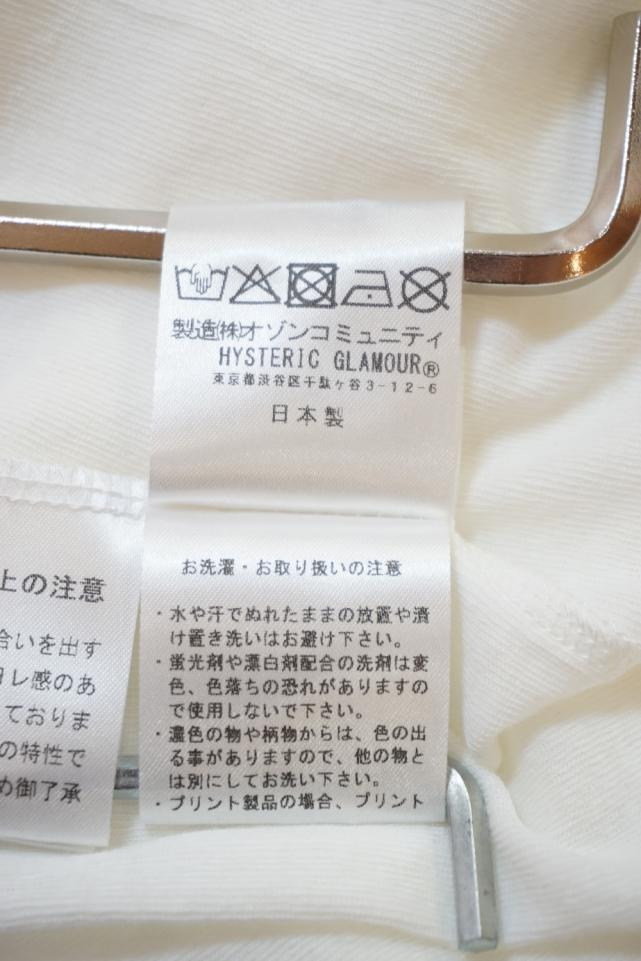 製造(株)オゾンコミュニティ
HYSTERIC GLAMOUR®
東京都渋谷区千駄ヶ谷3-12-6
日本製
お洗濯・お取り扱いの注意
・水や汗でぬれたままの放置や漬
け置き洗いはお避け下さい。
・蛍光剤や漂白剤配合の洗剤は変
色、色落ちの恐れがありますの
で使用しないで下さい。
・濃色の物や柄物からは、色の出
る事がありますので、他の物と
は別にしてお洗い下さい。
・プリント製品の場合、プリント
上の注意
合いを出す
レ感のあ
ておりま
の特性で
め御了承